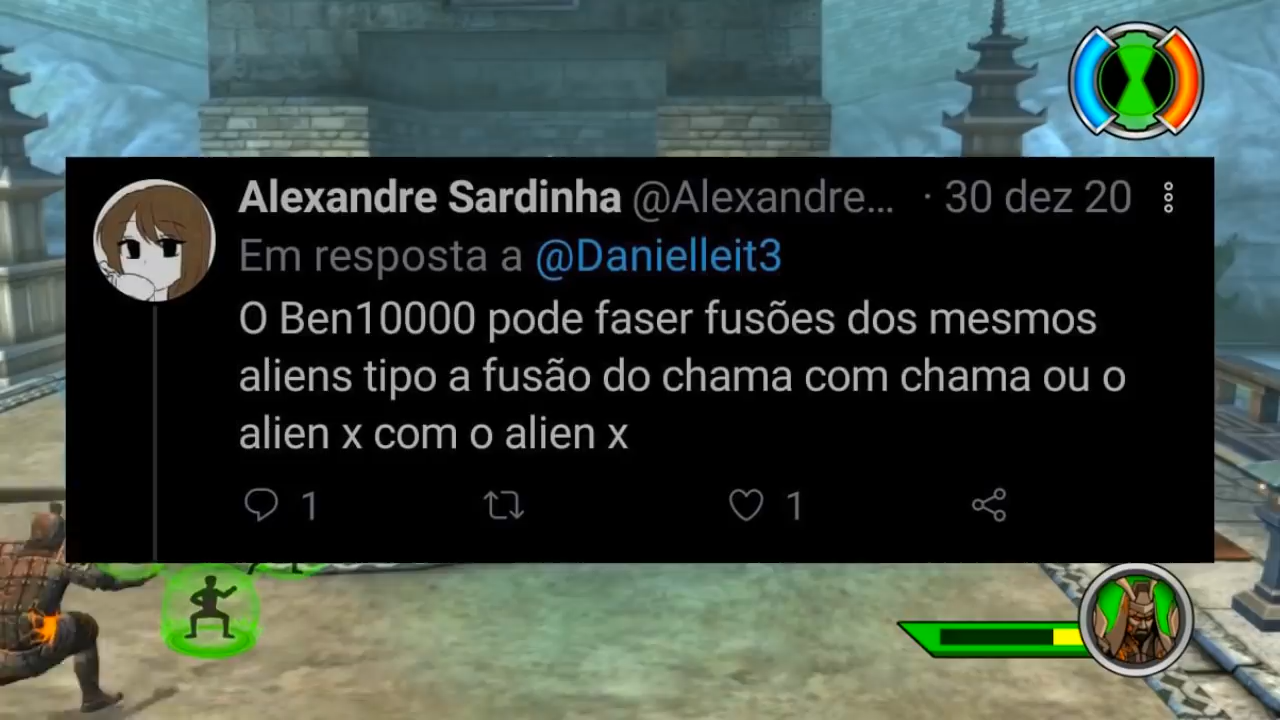 Alexandre Sardinha @Alexandre... · 30 dez 20
Em resposta a @Danielleit3
O Ben10000 pode faser fusões dos mesmos
aliens tipo a fusão do chama com chama ou o
alien x com o alien x
1 1